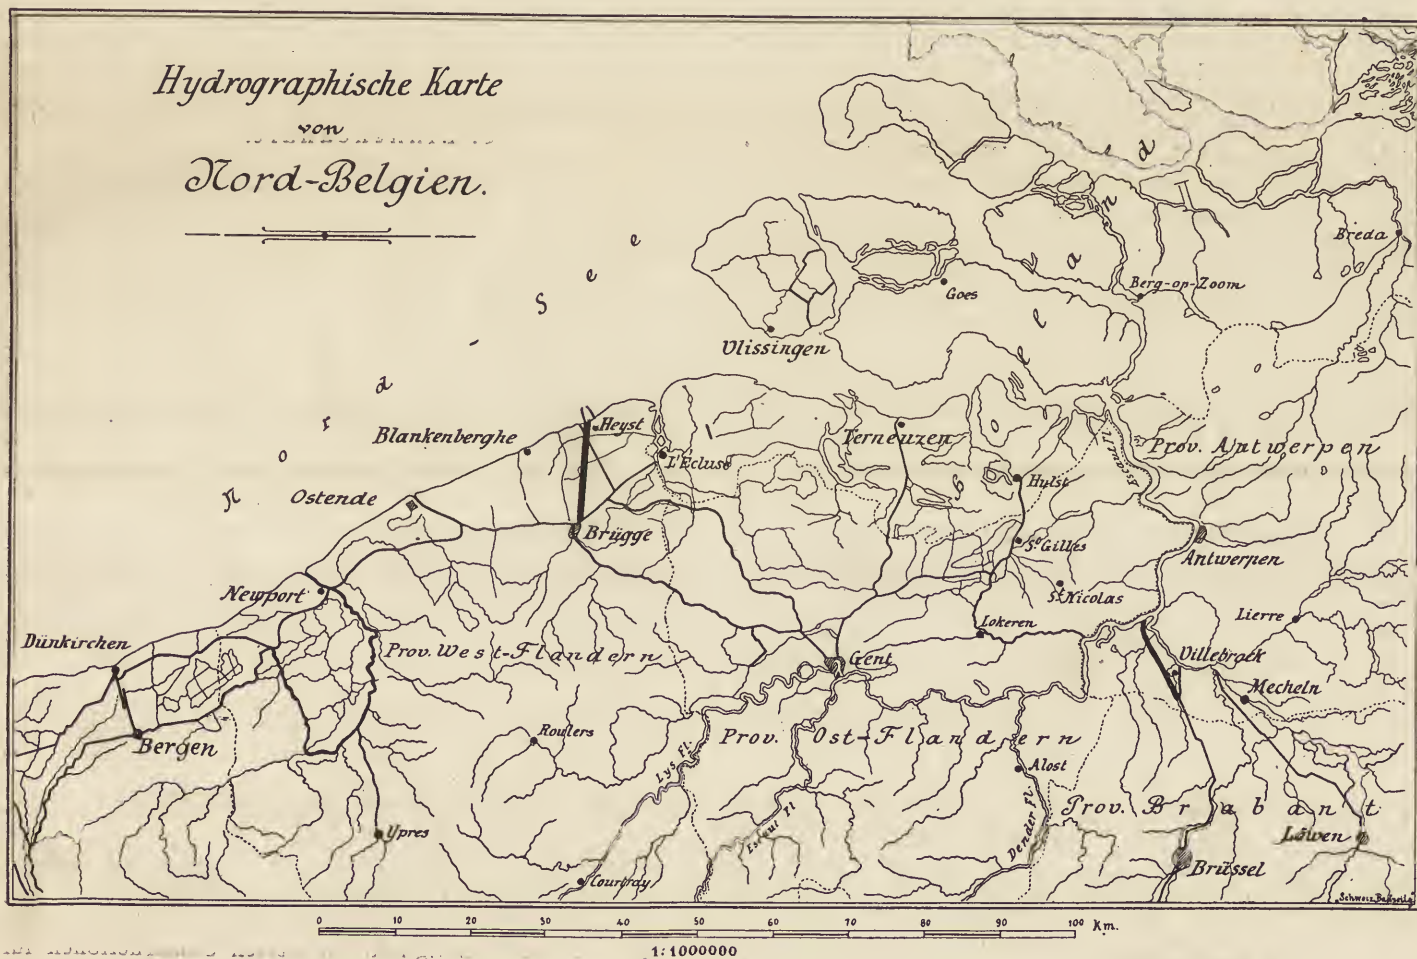 Hydrographische Karte
von
Nord-Belgien.
Nord - See
Holland
Breda
Berg-op-Zoom
Goes
Vlissingen
Heyst
Blankenberghe
Terneuzen
L'Ecluse
Prov. Antwerpen
Ostende
Hulst
Brügge
Antwerpen
St Gilles
Newport
St. Nicolas
Lierre
Lokeren
Dünkirchen
Prov. West-Flandern
Gent
Villebroek
Mecheln
Bergen
Roulers
Prov. Ost-Flandern
Lys Fl.
Alost
Escaut Fl.
Escaut Fl
Dender Fl.
Prov. Brabant
Ypres
Löwen
Brüssel
Courtray
Schweiz. Bauzeitg.
0 10 20 30 40 50 60 70 80 90 100 Km.
1:1000000